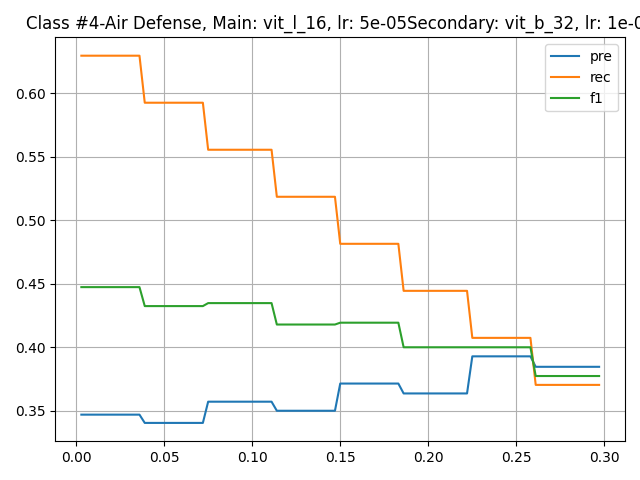 Class #4-Air Defense, Main: vit_l_16, lr: 5e-05Secondary: vit_b_32, lr: 1e-0
pre
rec
f1
0.60
0.55
0.50
0.45
0.40
0.35
0.00 0.05 0.10 0.15 0.20 0.25 0.30